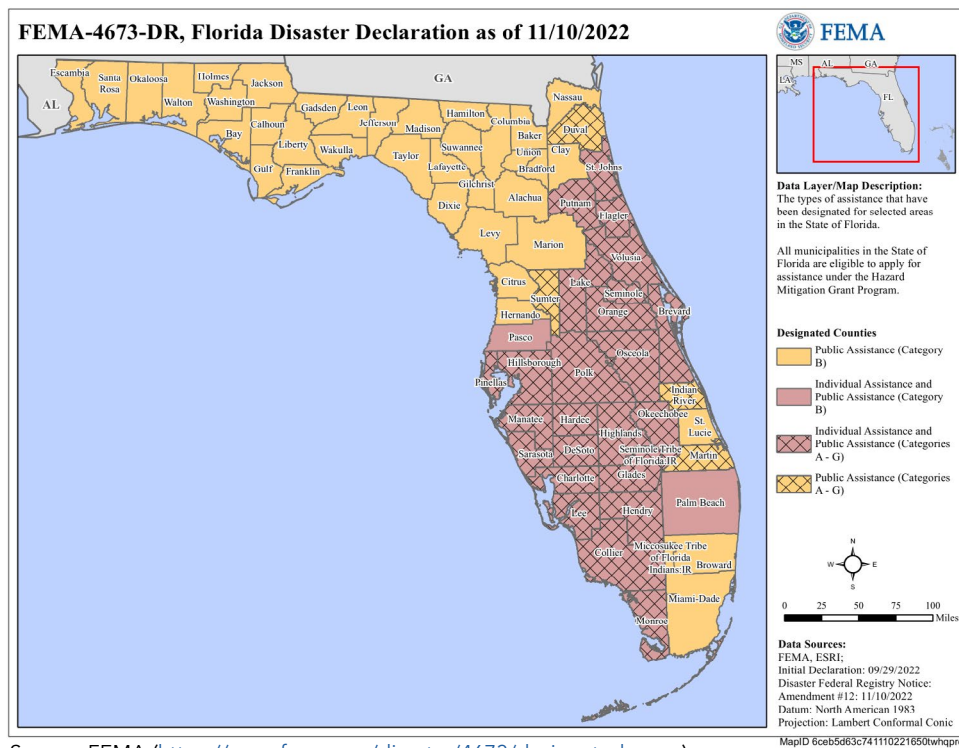 FEMA-4673-DR, Florida Disaster Declaration as of 11/10/2022
FEMA
MS
AL
GA
LA
FL
AL
GA
Escambia
Santa
Rosa
Okaloosa
Walton
Holmes
Washington
Bay
Jackson
Calhoun
Gulf
Liberty
Franklin
Gadsden
Leon
Wakulla
Jefferson
Madison
Taylor
Hamilton
Suwannee
Lafayette
Columbia
Baker
Union
Bradford
Nassau
Duval
Clay
St. Johns
Gilchrist
Dixie
Alachua
Putnam
Flagler
Levy
Marion
Volusia
Citrus
Sumter
Lake
Seminole
Hernando
Orange
Brevard
Pasco
Osceola
Hillsborough
Polk
Pinellas
Indian
River
Manatee
Hardee
Okeechobee
St.
Lucie
Highlands
Sarasota
DeSoto
Seminole Tribe
of Florida:IR
Martin
Charlotte
Glades
Palm Beach
Lee
Hendry
Collier
Miccosukee Tribe
of Florida
Indians:IR
Broward
Miami-Dade
Monroe
Data Layer/Map Description:
The types of assistance that have
been designated for selected areas
in the State of Florida.
All municipalities in the State of
Florida are eligible to apply for
assistance under the Hazard
Mitigation Grant Program.
Designated Counties
Public Assistance (Category
B)
Individual Assistance and
Public Assistance (Category
B)
Individual Assistance and
Public Assistance (Categories
A - G)
Public Assistance (Categories
A - G)
N
W
E
S
0 25 50 75 100
Miles
Data Sources:
FEMA, ESRI;
Initial Declaration: 09/29/2022
Disaster Federal Registry Notice:
Amendment #12: 11/10/2022
Datum: North American 1983
Projection: Lambert Conformal Conic
MapID 6ceb5d63c741110221650twhqpr